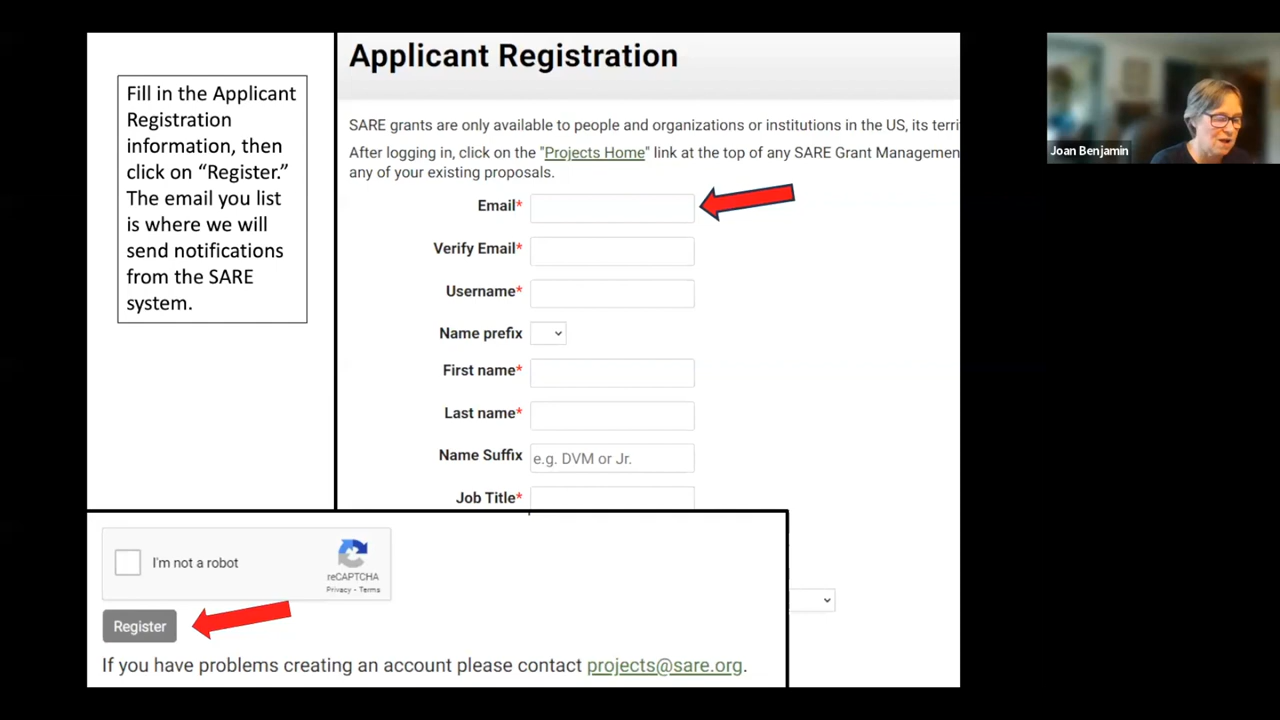 Fill in the Applicant
Registration
information, then
click on “Register.”
The email you list
is where we will
send notifications
from the SARE
system.
Applicant Registration
SARE grants are only available to people and organizations or institutions in the US, its
After logging in, click on the "Projects Home" link at the top of any SARE Grant
any of your existing proposals.
Email*
Verify Email*
Username*
Name prefix
First name*
Last name*
Name Suffix
e.g. DVM or Jr.
Job Title*
I'm not a robot
reCAPTCHA
Privacy - Terms
Register
If you have problems creating an account please contact projects@sare.org.
Joan Benjamin